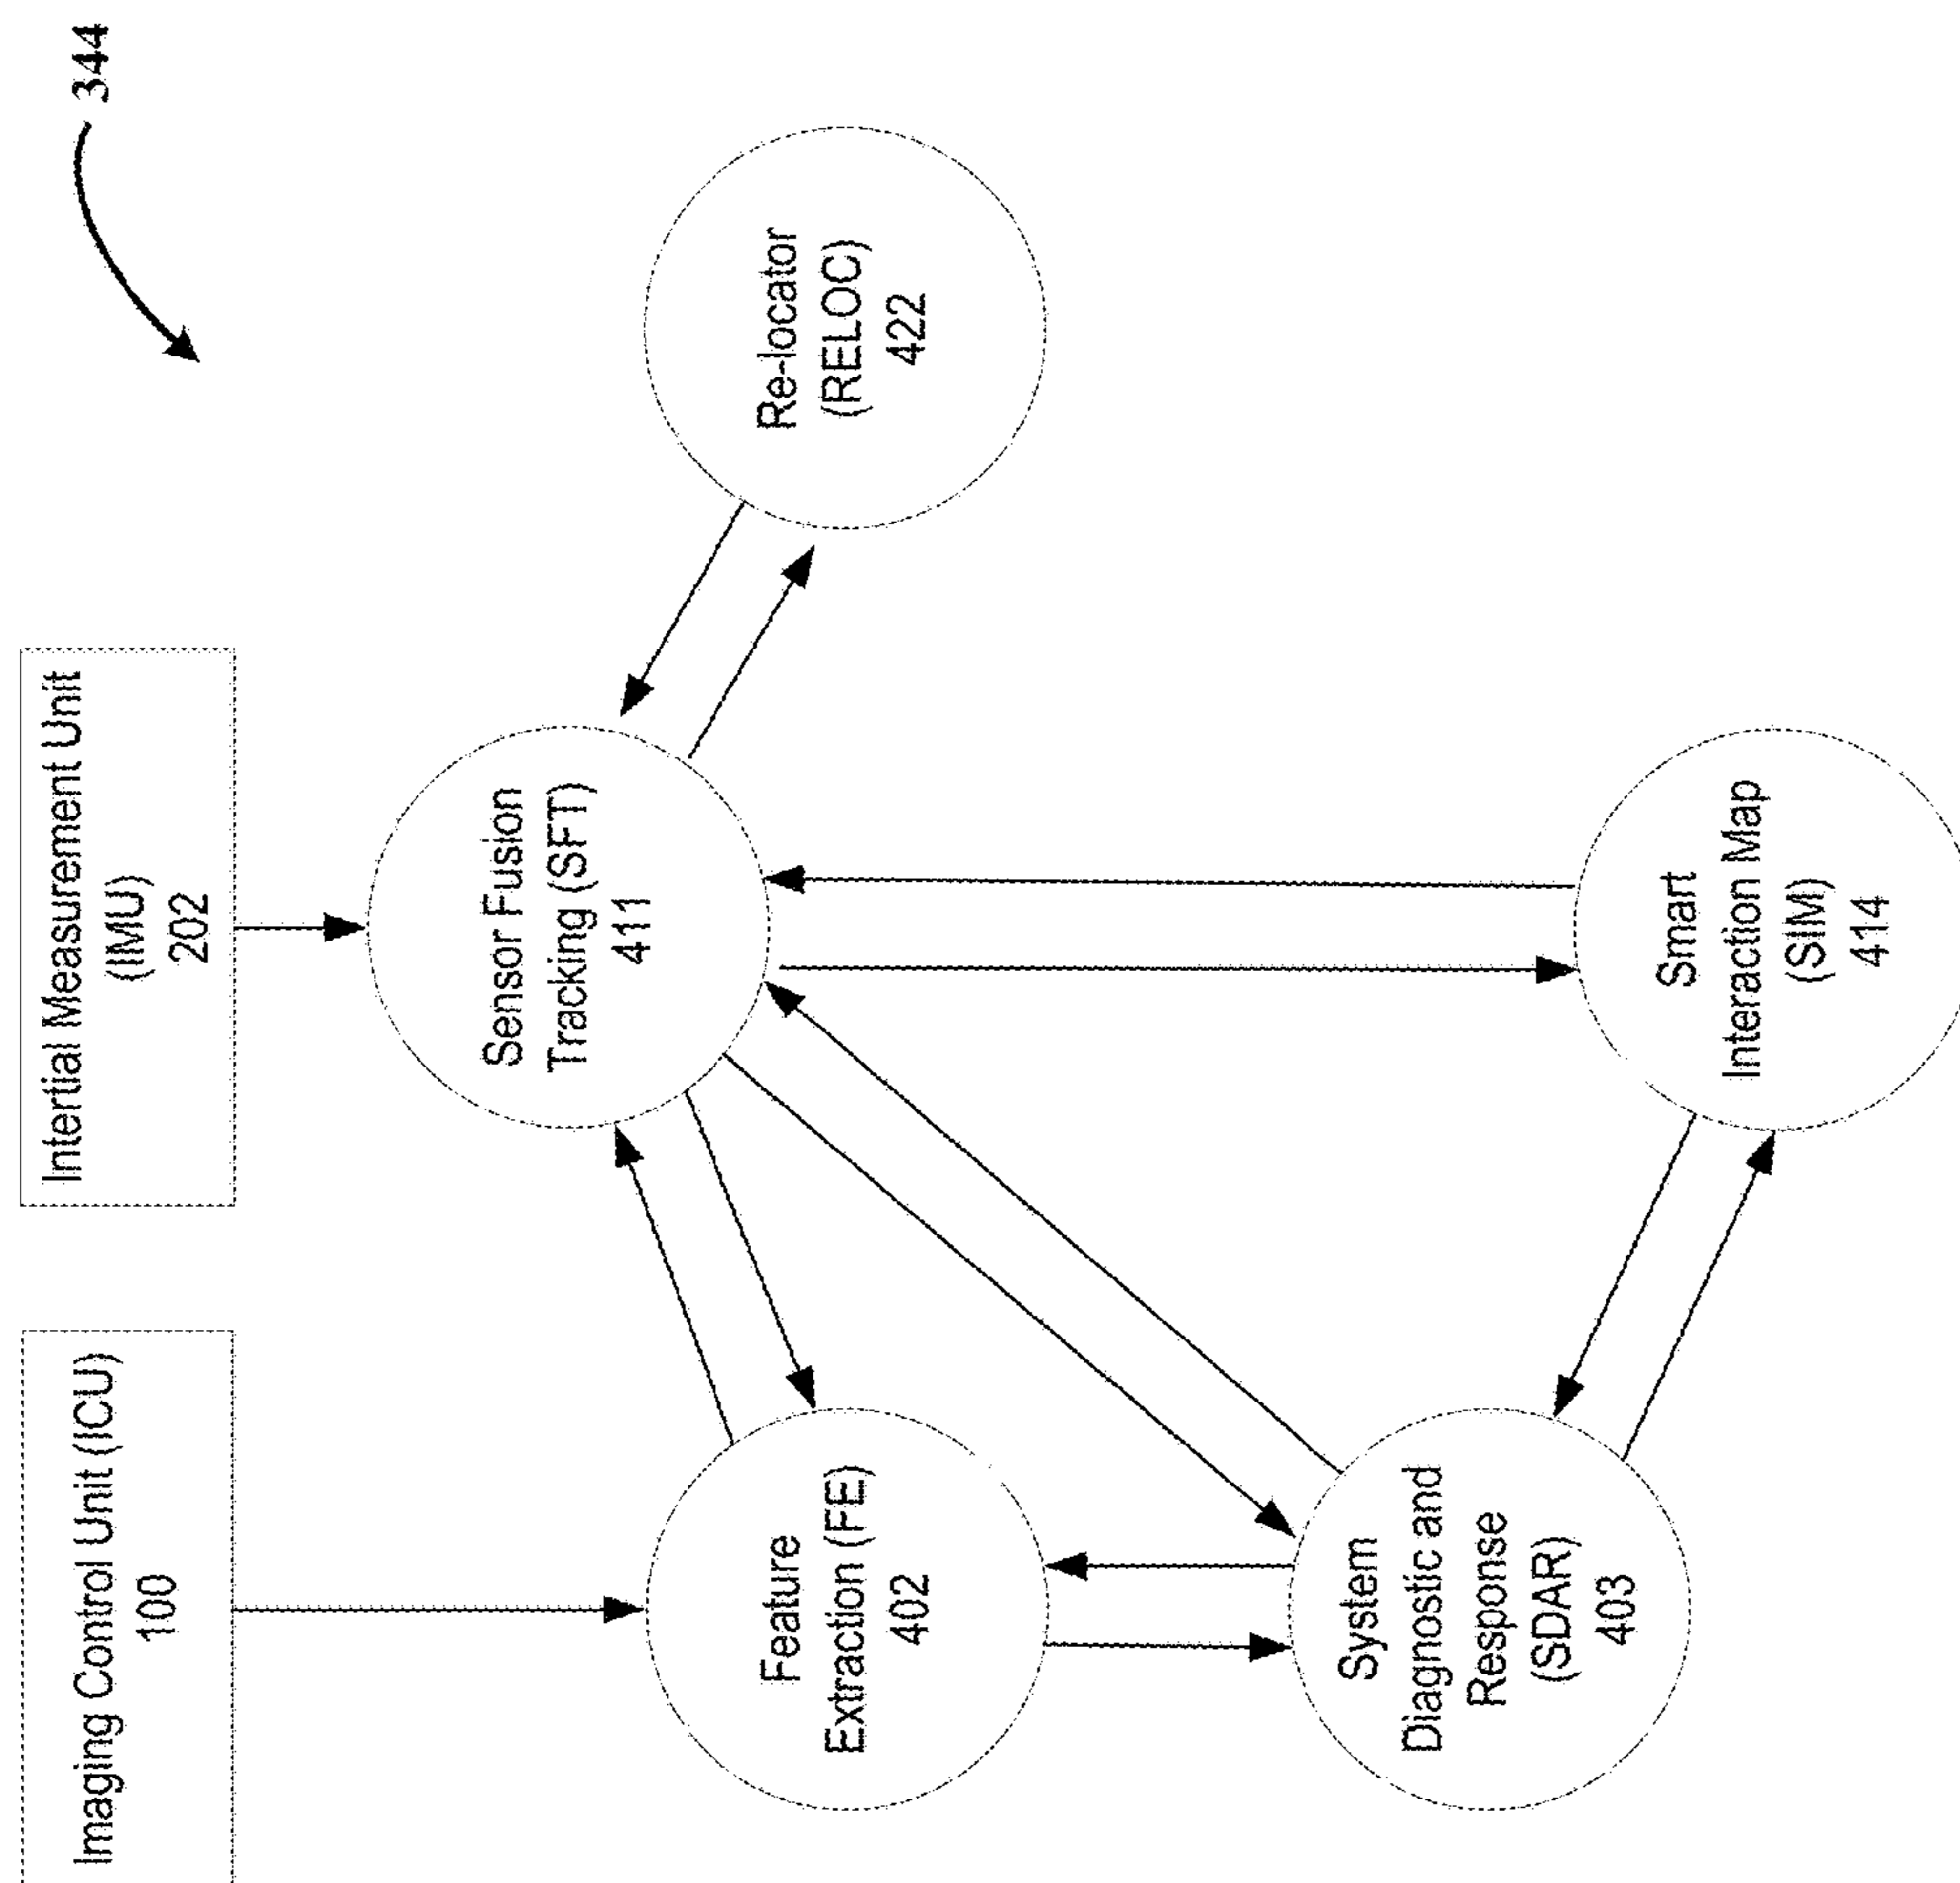 344
Intertial Measurement Unit
(IMU)
202
Imaging Control Unit (ICU)
100
Sensor Fusion
Tracking (SFT)
411
Re-locator
(RELOC)
422
Feature
Extraction (FE)
402
System
Diagnostic and
Response
(SDAR)
403
Smart
Interaction Map
(SIM)
414